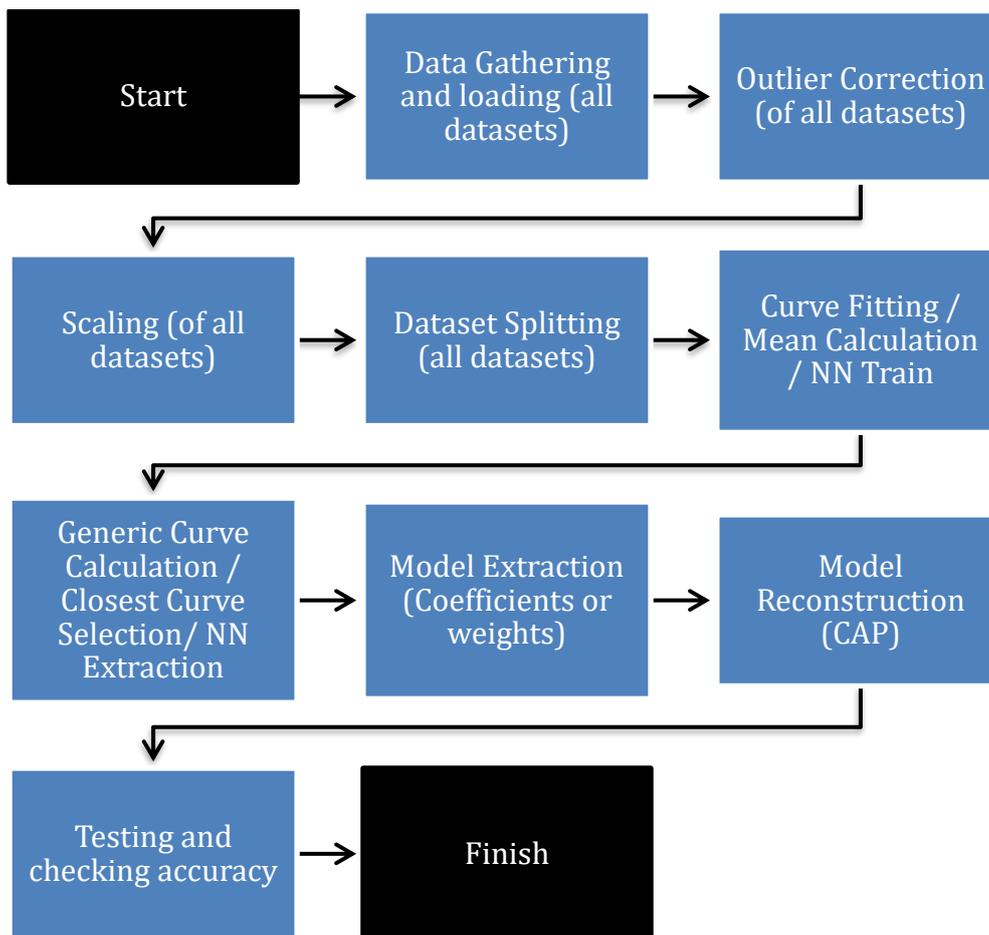 Start
Data Gathering
and loading (all
datasets)
Outlier Correction
(of all datasets)
Scaling (of all
datasets)
Dataset Splitting
(all datasets)
Curve Fitting /
Mean Calculation
/ NN Train
Generic Curve
Calculation /
Closest Curve
Selection/ NN
Extraction
Model Extraction
(Coefficients or
weights)
Model
Reconstruction
(CAP)
Testing and
checking accuracy
Finish